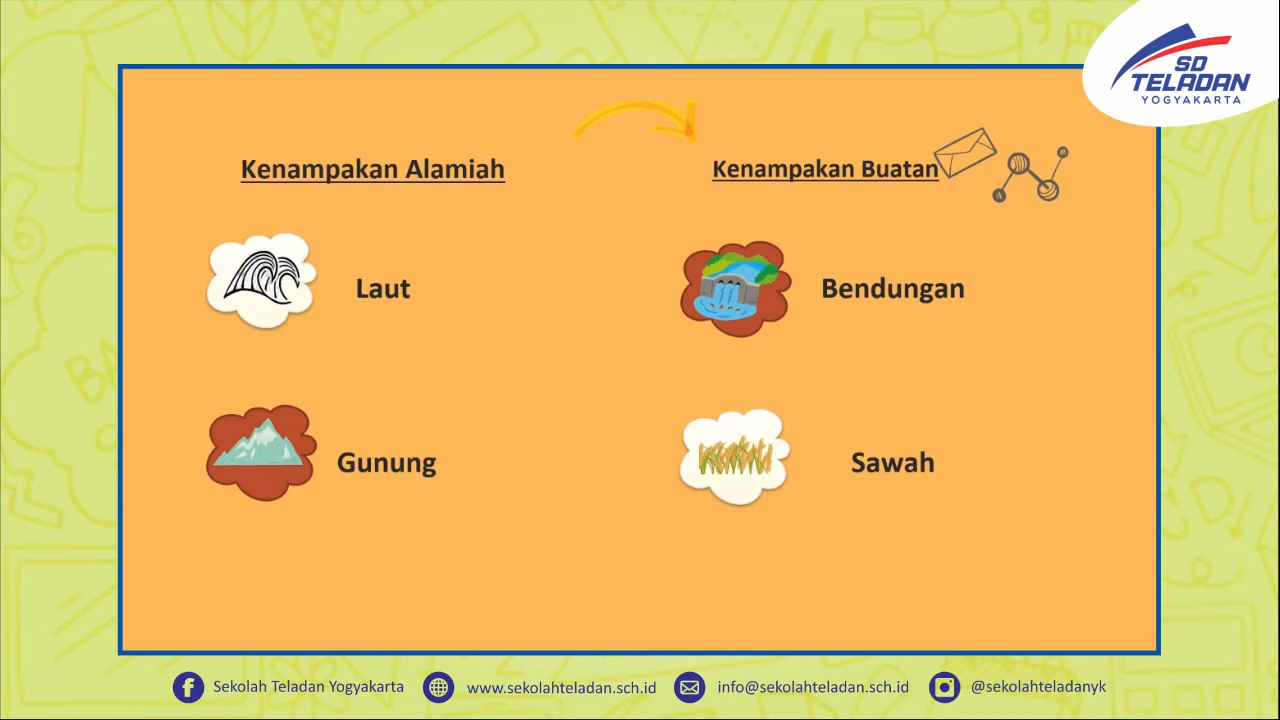 SD
TELADAN
YOGYAKARTA
Kenampakan Alamiah
Kenampakan Buatan
Laut
Bendungan
Gunung
Sawah
Sekolah Teladan Yogyakarta
www.sekolahteladan.sch.id
info@sekolahteladan.sch.id
@sekolahteladanyk